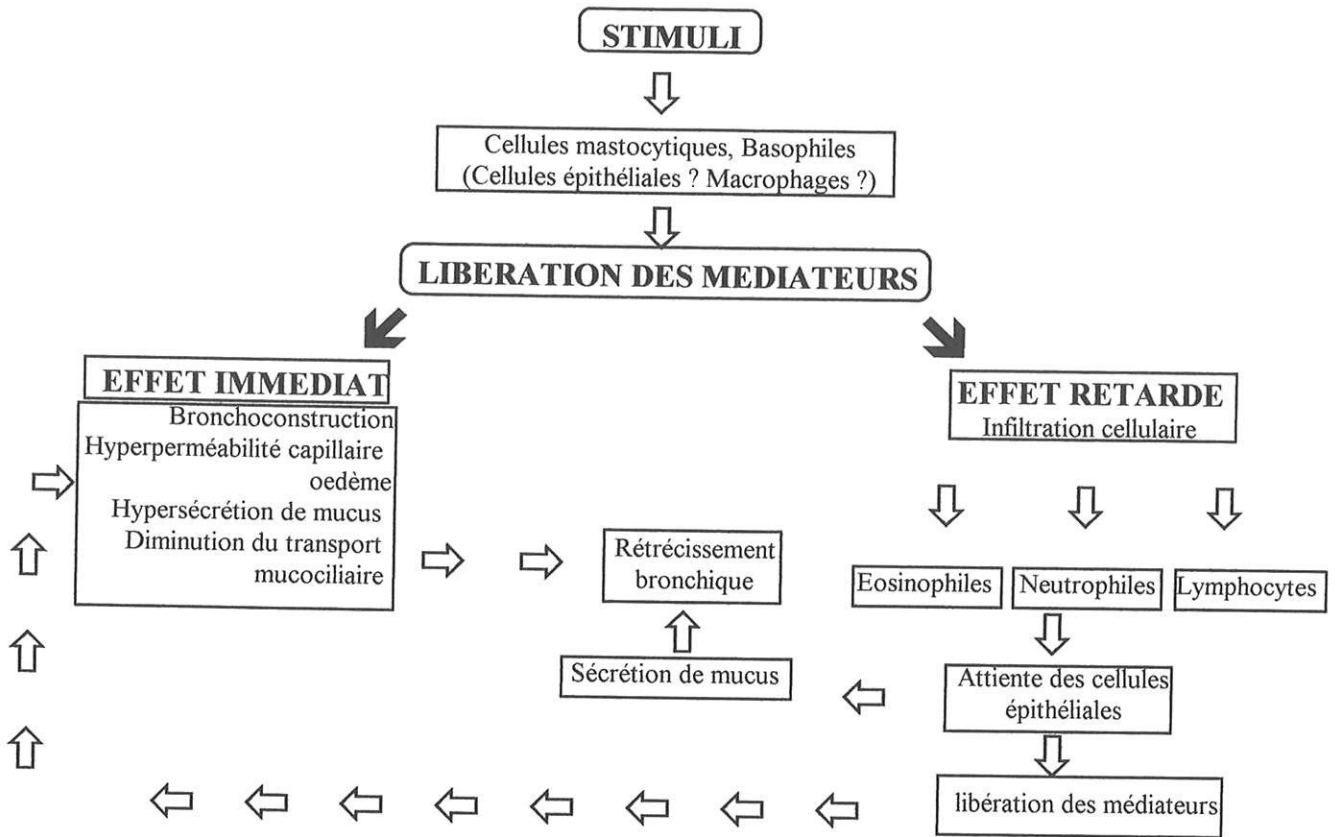 STIMULI
Cellules mastocytiques, Basophiles
(Cellules épithéliales ? Macrophages ?)
LIBERATION DES MEDIATEURS
EFFET IMMEDIAT
Bronchoconstruction
Hyperperméabilité capillaire
oedème
Hypersécrétion de mucus
Diminution du transport
mucociliaire
EFFET RETARDE
Infiltration cellulaire
Rétrécissement
bronchique
Eosinophiles
Neutrophiles
Lymphocytes
Sécrétion de mucus
Attiente des cellules
épithéliales
libération des médiateurs